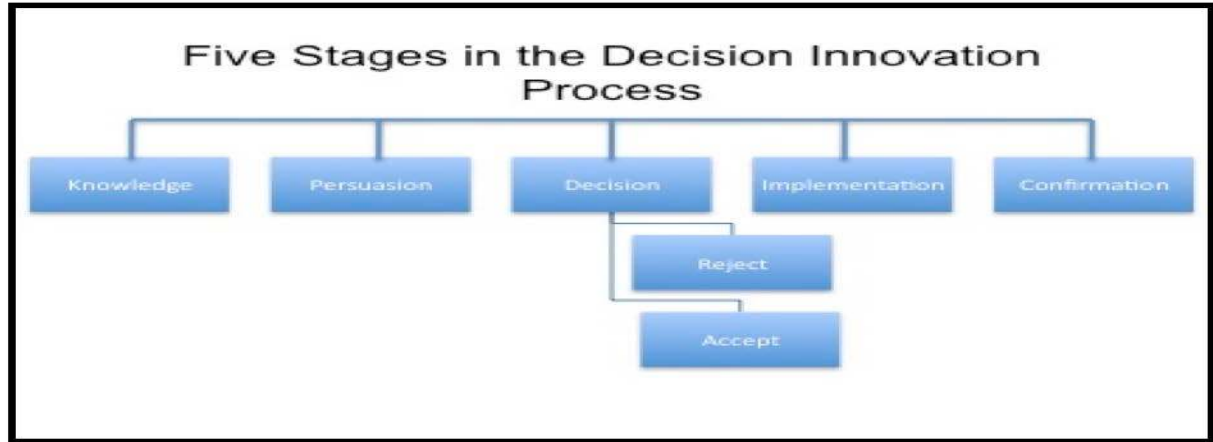 Five Stages in the Decision Innovation
Process
Knowledge
Persuasion
Decision
Implementation
Confirmation
Reject
Accept